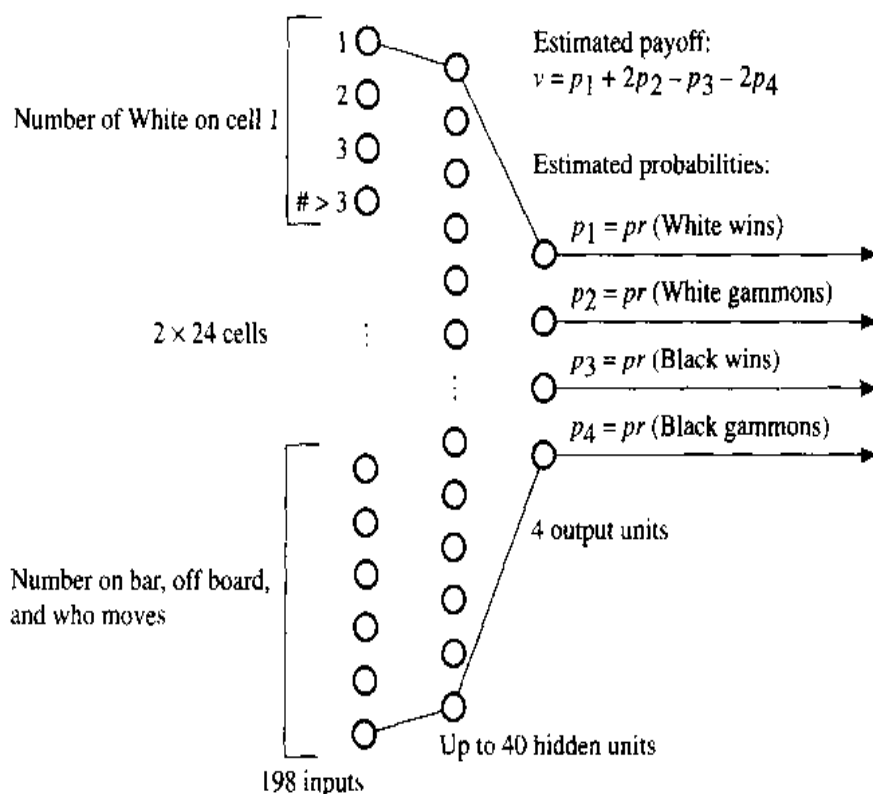 1
2
Number of White on cell 1
3
# > 3
2 × 24 cells
Number on bar, off board,
and who moves
198 inputs
Up to 40 hidden units
Estimated payoff:
v = p1 + 2p2 − p3 − 2p4
Estimated probabilities:
p1 = pr (White wins)
p2 = pr (White gammons)
p3 = pr (Black wins)
p4 = pr (Black gammons)
4 output units